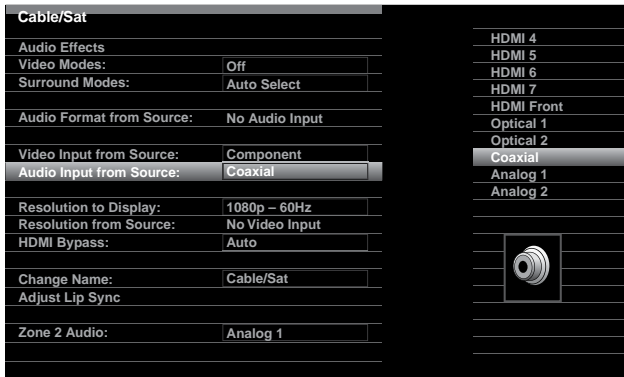 Cable/Sat
Audio Effects
Video Modes: Off
Surround Modes: Auto Select
Audio Format from Source: No Audio Input
Video Input from Source: Component
Audio Input from Source: Coaxial
Resolution to Display: 1080p – 60Hz
Resolution from Source: No Video Input
HDMI Bypass: Auto
Change Name: Cable/Sat
Adjust Lip Sync
Zone 2 Audio: Analog 1
HDMI 4
HDMI 5
HDMI 6
HDMI 7
HDMI Front
Optical 1
Optical 2
Coaxial
Analog 1
Analog 2